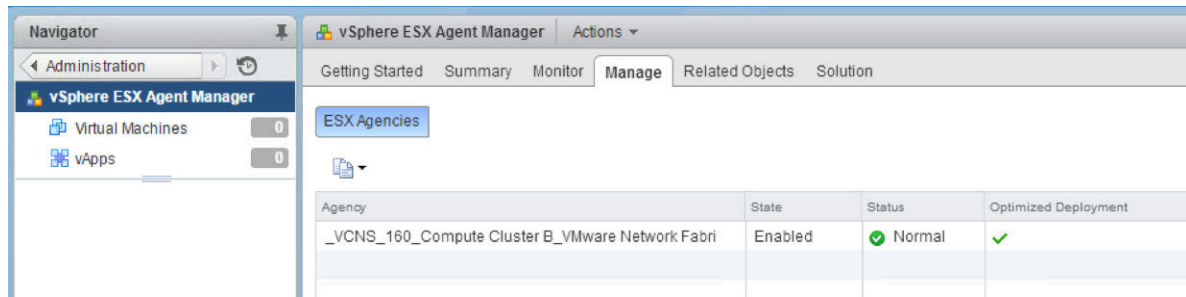 Navigator
Administration
vSphere ESX Agent Manager
Virtual Machines 0
vApps 0
vSphere ESX Agent Manager Actions
Getting Started Summary Monitor Manage Related Objects Solution
ESX Agencies
Agency State Status Optimized Deployment
_VCNS_160_Compute Cluster B_VMware Network Fabri Enabled Normal